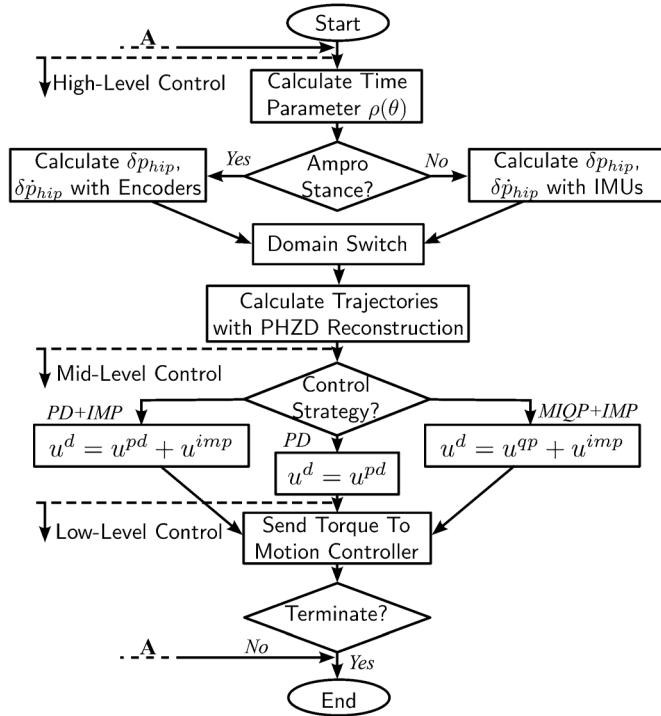 Start
A
High-Level Control
Calculate Time
Parameter ρ(θ)
Yes
Ampro
Stance?
No
Calculate δp_hip,
δṗ_hip with Encoders
Calculate δp_hip,
δṗ_hip with IMUs
Domain Switch
Calculate Trajectories
with PHZD Reconstruction
Mid-Level Control
Control
Strategy?
PD+IMP
PD
MIQP+IMP
u^d = u^pd + u^imp
u^d = u^pd
u^d = u^qp + u^imp
Low-Level Control
Send Torque To
Motion Controller
Terminate?
A
No
Yes
End